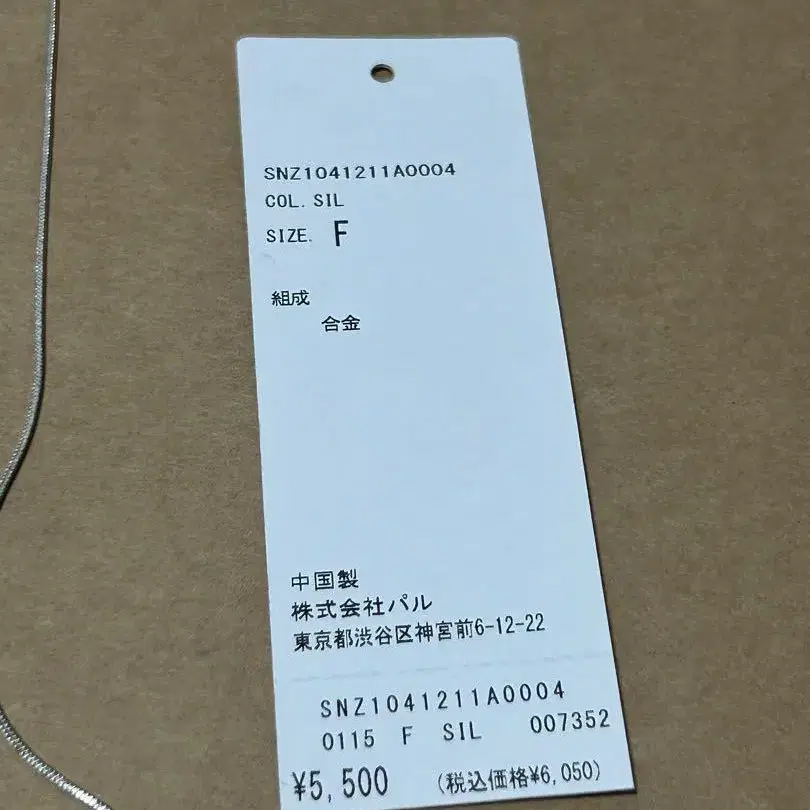 SNZ1041211A0004
COL. SIL
SIZE. F
組成
合金
中国製
株式会社パル
東京都渋谷区神宮前6-12-22
SNZ1041211A0004
0115 F SIL 007352
¥5,500 (税込価格¥6,050)